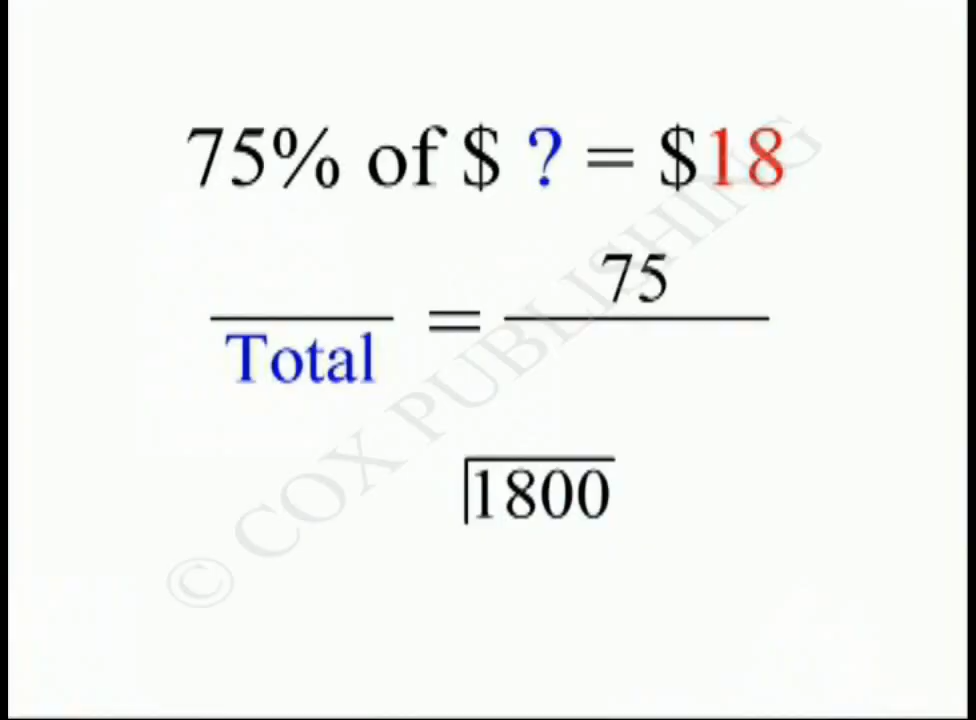 75% of $ ? = $18
75
Total =
1800
© COX PUBLISHING